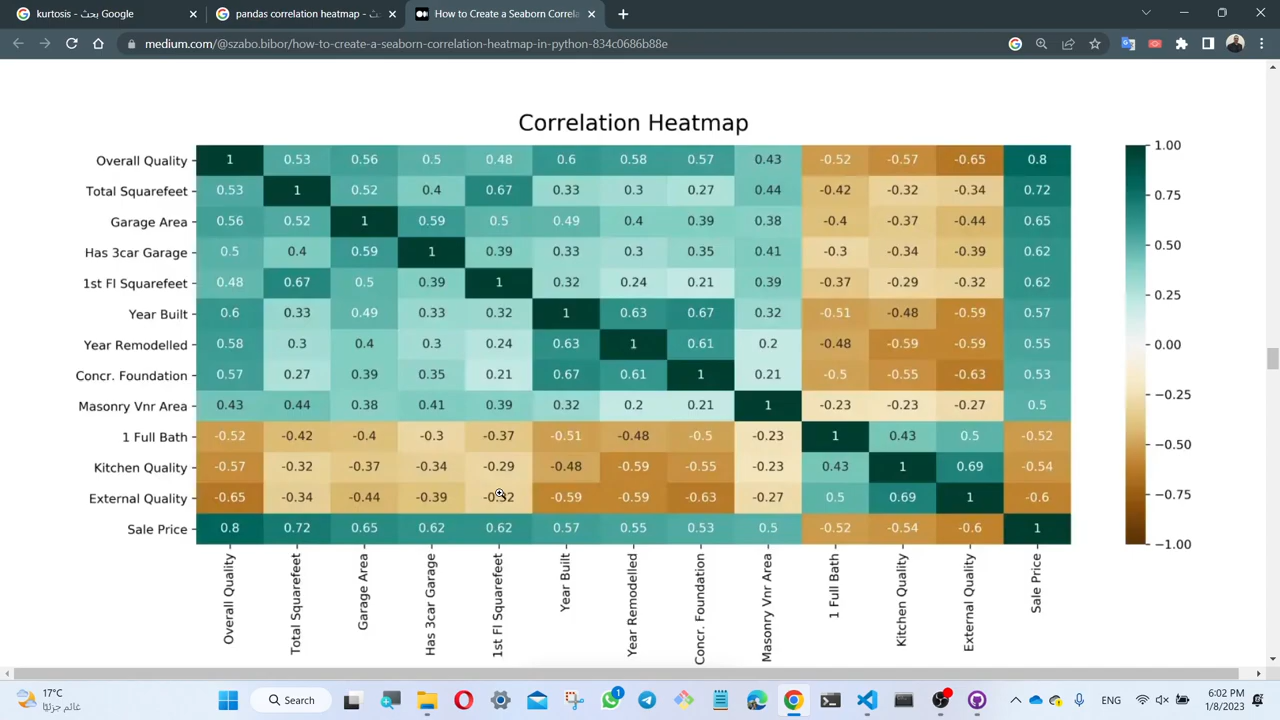 kurtosis - بحث Google
pandas correlation heatmap - بحث
How to Create a Seaborn Correla
medium.com/@szabo.bibor/how-to-create-a-seaborn-correlation-heatmap-in-python-834c0686b88e
Correlation Heatmap
Overall Quality 1 0.53 0.56 0.5 0.48 0.6 0.58 0.57 0.43 -0.52 -0.57 -0.65 0.8
Total Squarefeet 0.53 1 0.52 0.4 0.67 0.33 0.3 0.27 0.44 -0.42 -0.32 -0.34 0.72
Garage Area 0.56 0.52 1 0.59 0.5 0.49 0.4 0.39 0.38 -0.4 -0.37 -0.44 0.65
Has 3car Garage 0.5 0.4 0.59 1 0.39 0.33 0.3 0.35 0.41 -0.3 -0.34 -0.39 0.62
1st Fl Squarefeet 0.48 0.67 0.5 0.39 1 0.32 0.24 0.21 0.39 -0.37 -0.29 -0.32 0.62
Year Built 0.6 0.33 0.49 0.33 0.32 1 0.63 0.67 0.32 -0.51 -0.48 -0.59 0.57
Year Remodelled 0.58 0.3 0.4 0.3 0.24 0.63 1 0.61 0.2 -0.48 -0.59 -0.59 0.55
Concr. Foundation 0.57 0.27 0.39 0.35 0.21 0.67 0.61 1 0.21 -0.5 -0.55 -0.63 0.53
Masonry Vnr Area 0.43 0.44 0.38 0.41 0.39 0.32 0.2 0.21 1 -0.23 -0.23 -0.27 0.5
1 Full Bath -0.52 -0.42 -0.4 -0.3 -0.37 -0.51 -0.48 -0.5 -0.23 1 0.43 0.5 -0.52
Kitchen Quality -0.57 -0.32 -0.37 -0.34 -0.29 -0.48 -0.59 -0.55 -0.23 0.43 1 0.69 -0.54
External Quality -0.65 -0.34 -0.44 -0.39 -0.32 -0.59 -0.59 -0.63 -0.27 0.5 0.69 1 -0.6
Sale Price 0.8 0.72 0.65 0.62 0.62 0.57 0.55 0.53 0.5 -0.52 -0.54 -0.6 1
Overall Quality
Total Squarefeet
Garage Area
Has 3car Garage
1st Fl Squarefeet
Year Built
Year Remodelled
Concr. Foundation
Masonry Vnr Area
1 Full Bath
Kitchen Quality
External Quality
Sale Price
1.00
0.75
0.50
0.25
0.00
−0.25
−0.50
−0.75
−1.00
17°C
غائم جزئيًا
Search
1
ENG
6:02 PM
1/8/2023